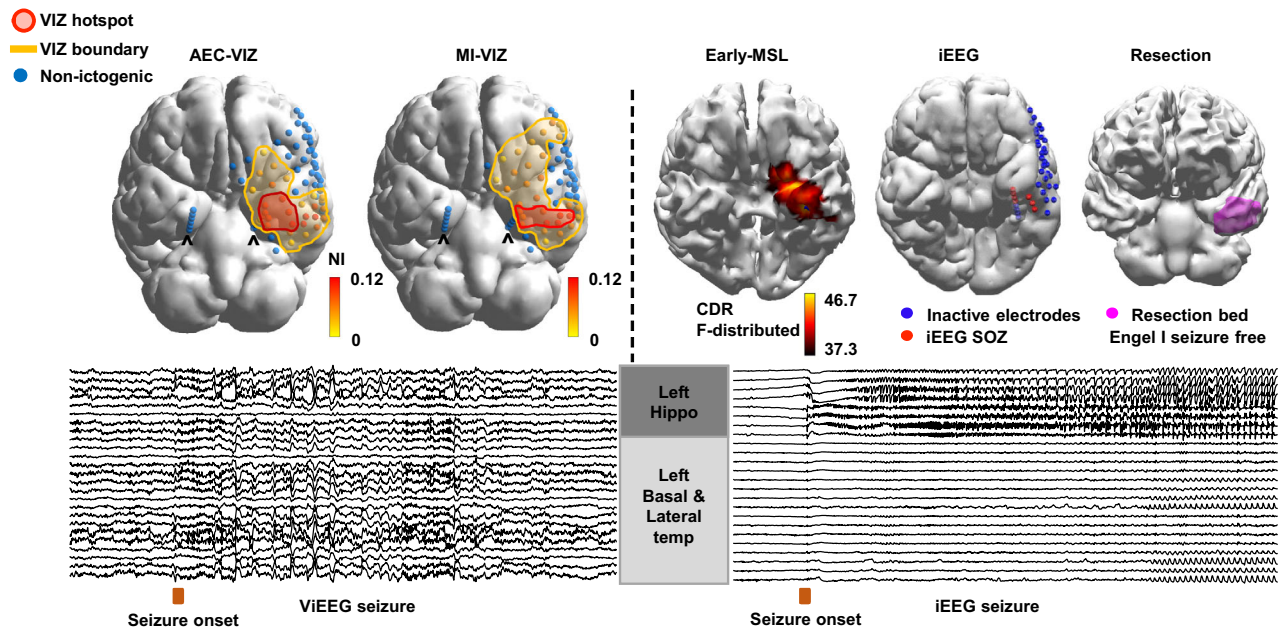 VIZ hotspot
VIZ boundary
Non-ictogenic
AEC-VIZ
MI-VIZ
Early-MSL
iEEG
Resection
^ ^
^ ^
NI
0.12
0
0.12
0
CDR
F-distributed
46.7
37.3
Inactive electrodes
iEEG SOZ
Resection bed
Engel I seizure free
Left
Hippo
Left
Basal &
Lateral
temp
Seizure onset
ViEEG seizure
Seizure onset
iEEG seizure